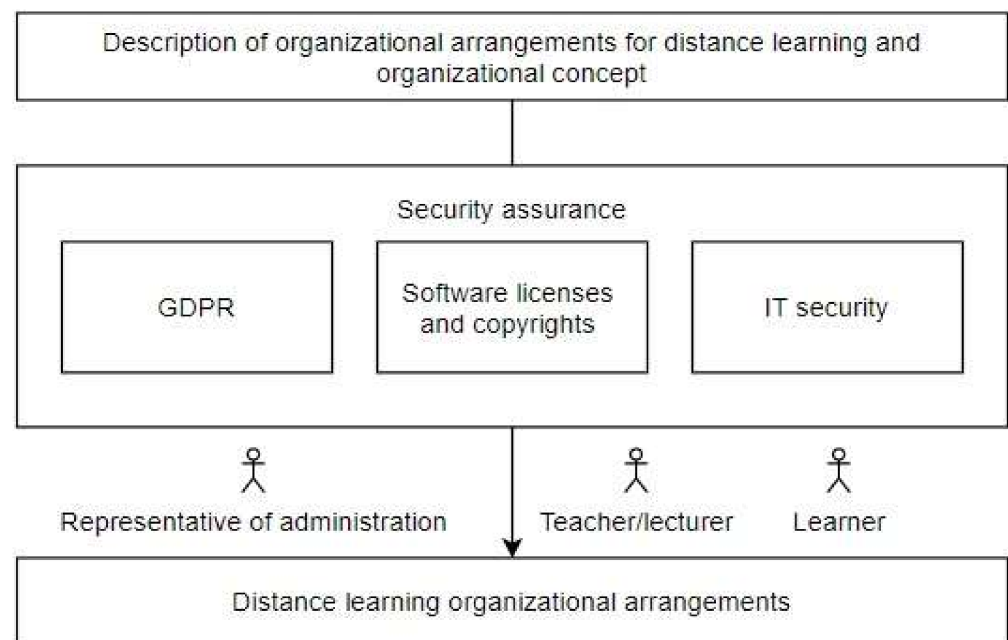 Description of organizational arrangements for distance learning and
organizational concept
Security assurance
GDPR
Software licenses
and copyrights
IT security
Representative of administration
Teacher/lecturer
Learner
Distance learning organizational arrangements